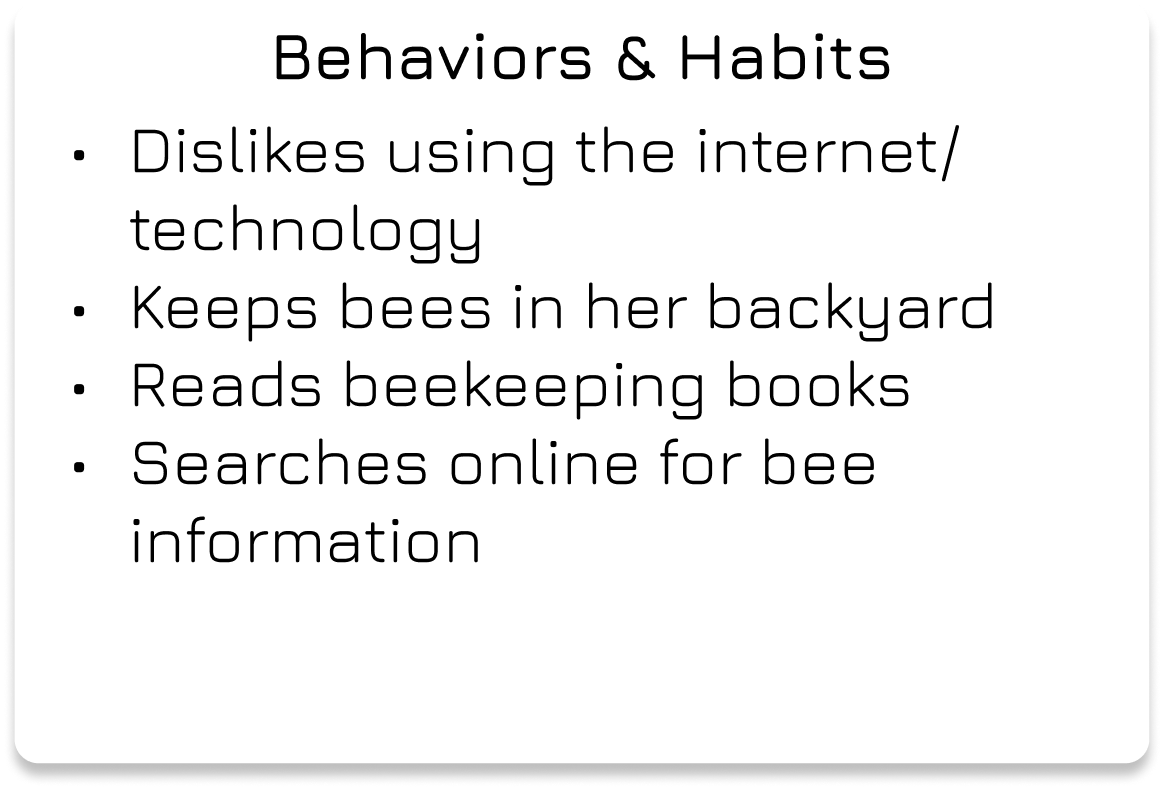 Behaviors & Habits
• Dislikes using the internet/
technology
• Keeps bees in her backyard
• Reads beekeeping books
• Searches online for bee
information